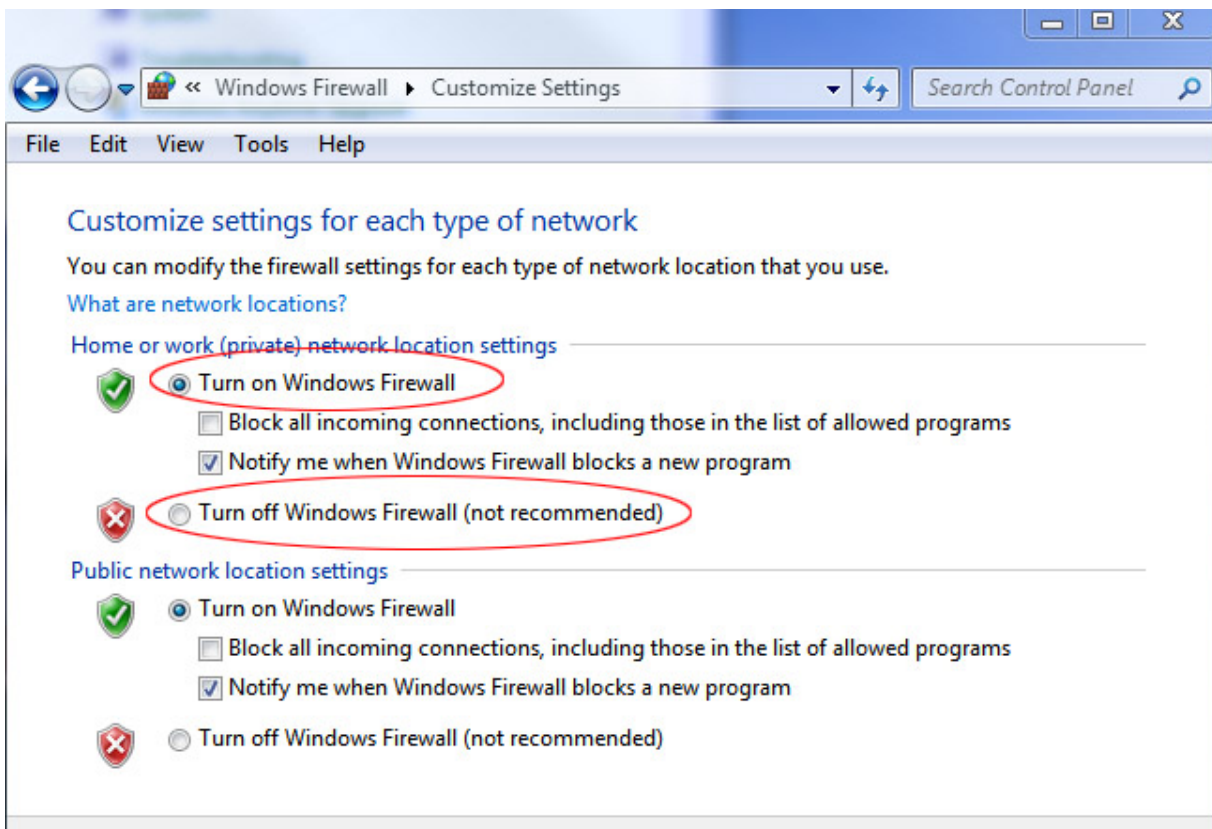 « Windows Firewall ▸ Customize Settings
Search Control Panel
File Edit View Tools Help
Customize settings for each type of network
You can modify the firewall settings for each type of network location that you use.
What are network locations?
Home or work (private) network location settings
Turn on Windows Firewall
Block all incoming connections, including those in the list of allowed programs
Notify me when Windows Firewall blocks a new program
Turn off Windows Firewall (not recommended)
Public network location settings
Turn on Windows Firewall
Block all incoming connections, including those in the list of allowed programs
Notify me when Windows Firewall blocks a new program
Turn off Windows Firewall (not recommended)